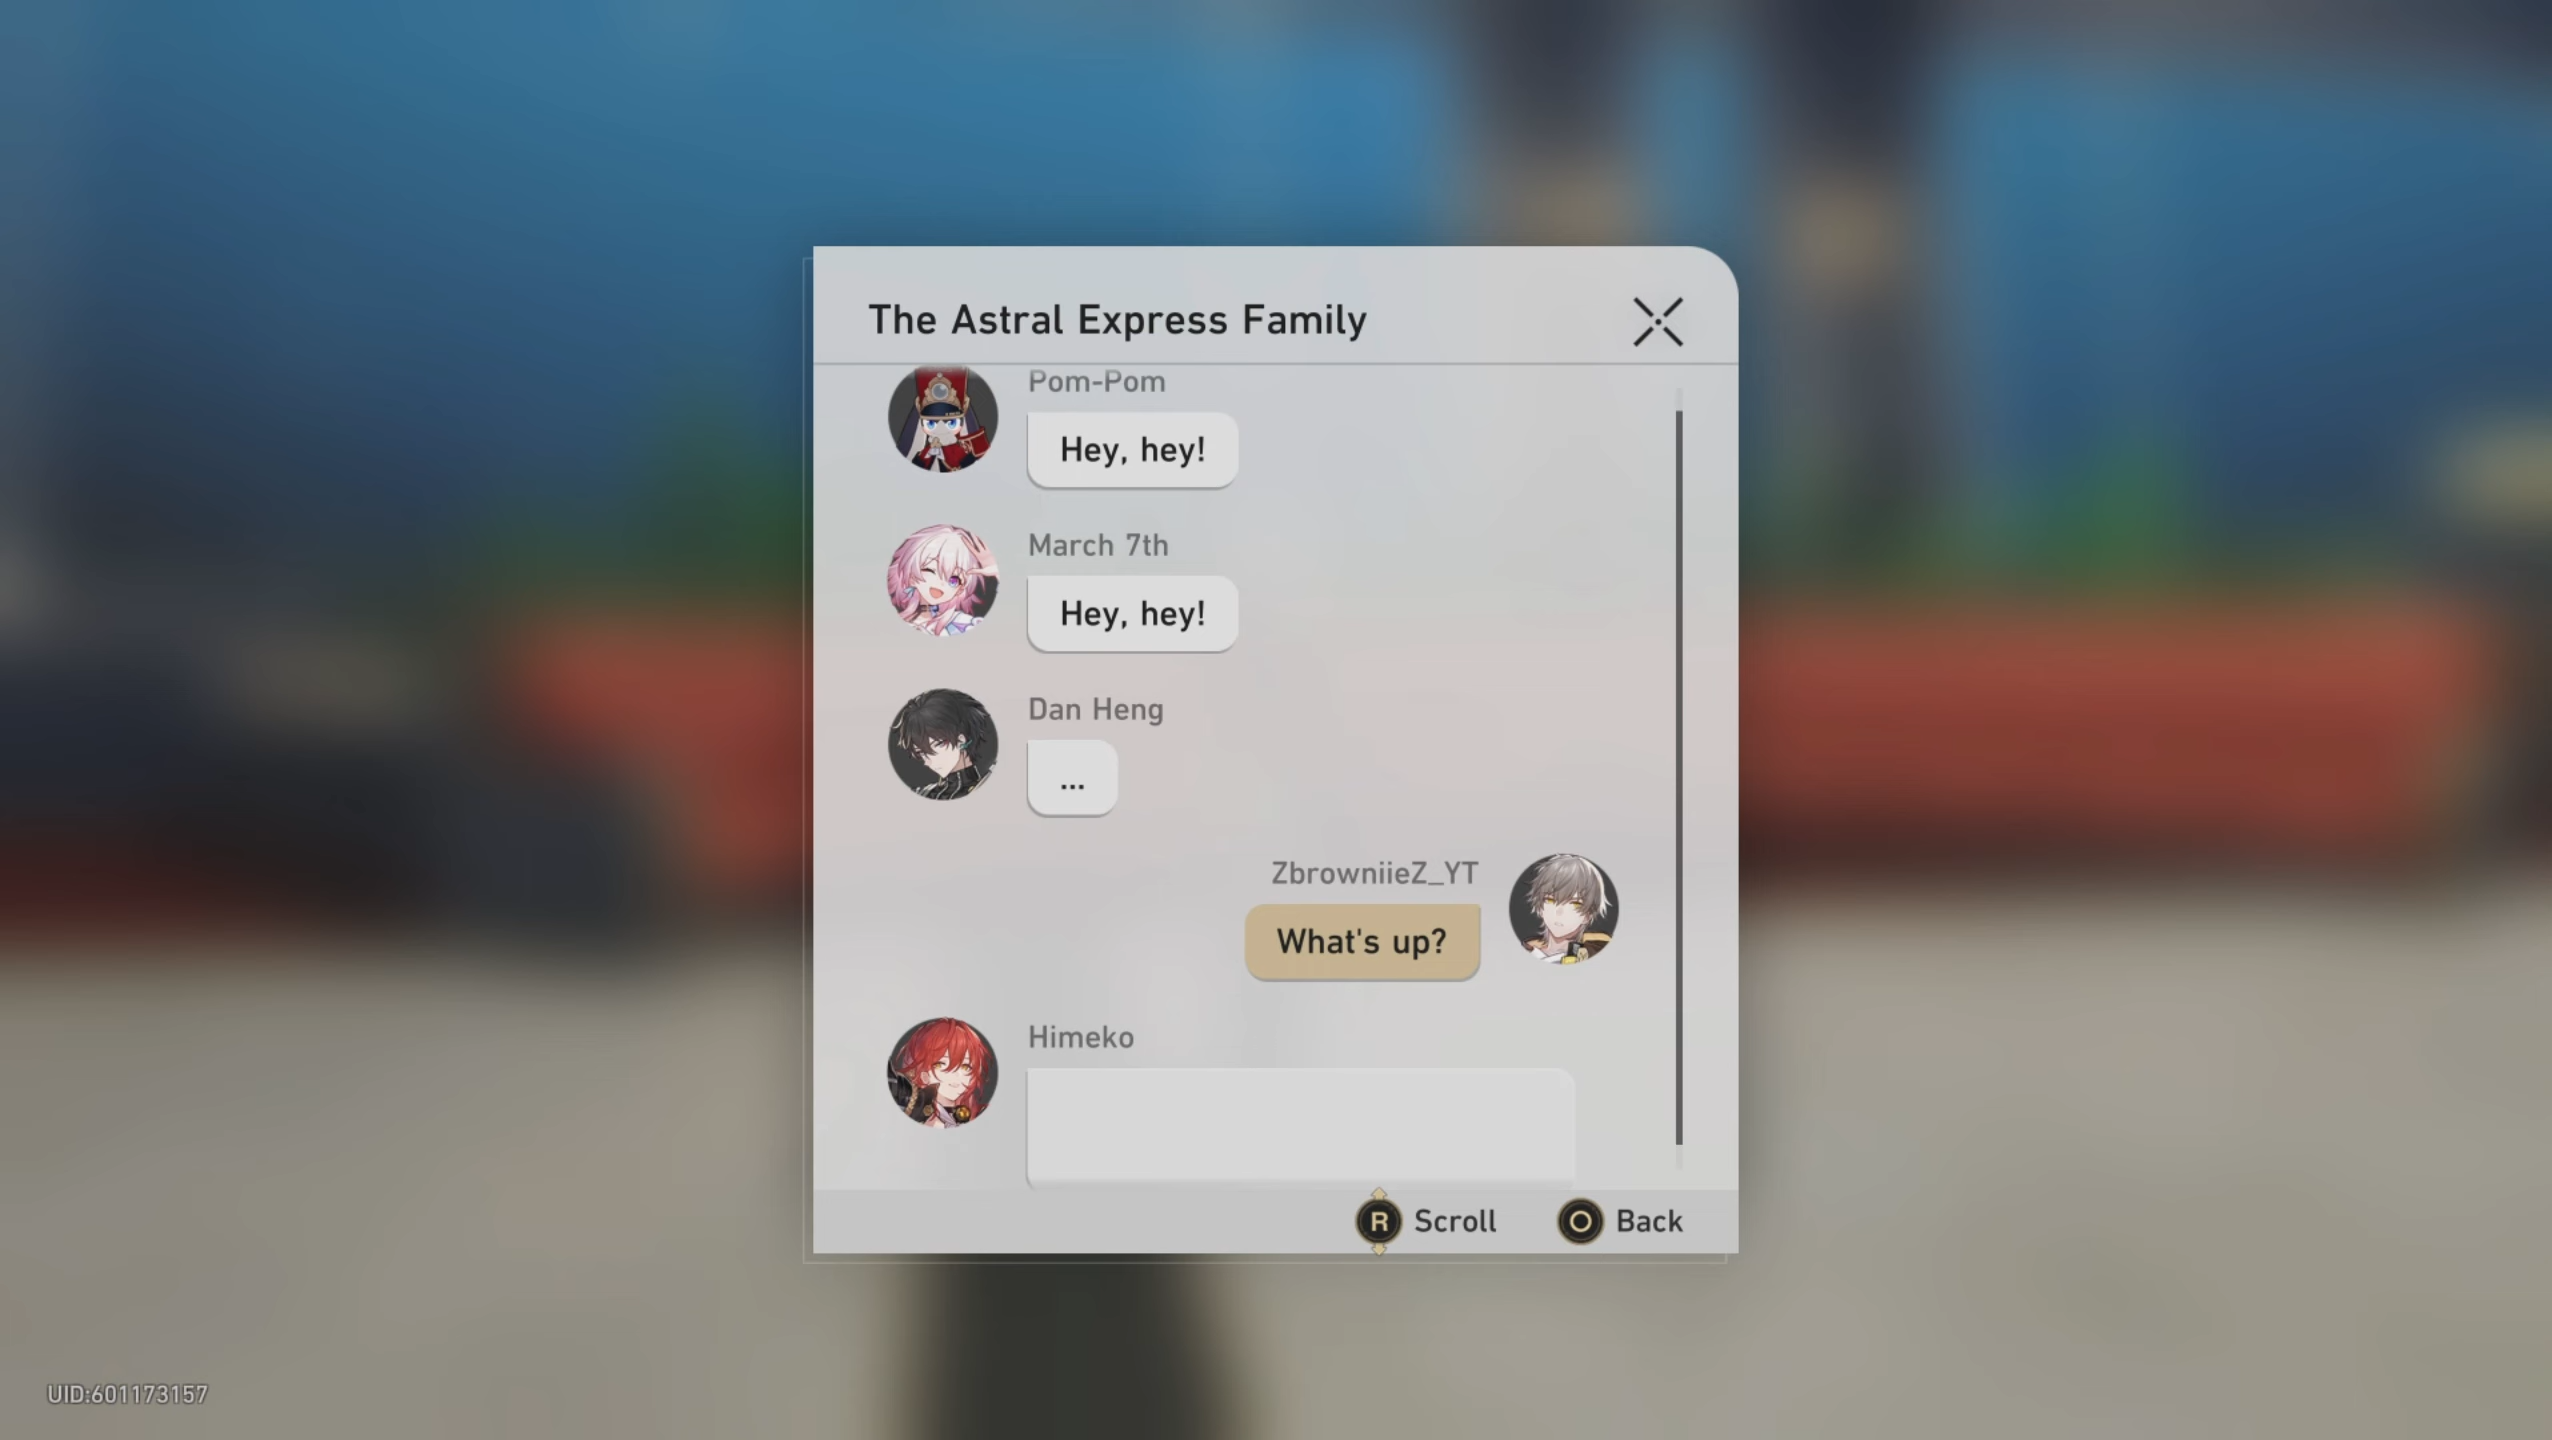 The Astral Express Family
Pom-Pom
Hey, hey!
March 7th
Hey, hey!
Dan Heng
...
ZbrowniieZ_YT
What's up?
Himeko
R Scroll
Back
UID:601173157